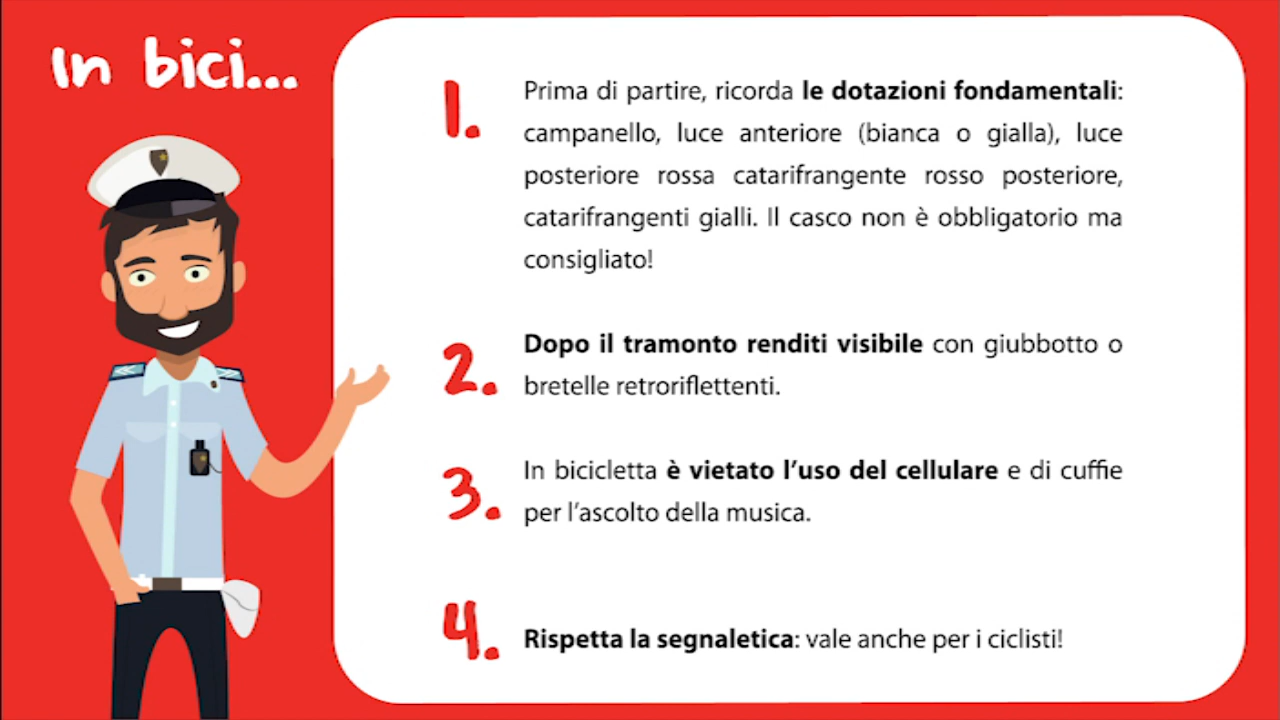 In bici...
1.
Prima di partire, ricorda le dotazioni fondamentali:
campanello, luce anteriore (bianca o gialla), luce
posteriore rossa catarifrangente rosso posteriore,
catarifrangenti gialli. Il casco non è obbligatorio ma
consigliato!
2.
Dopo il tramonto renditi visibile con giubbotto o
bretelle retroriflettenti.
3.
In bicicletta è vietato l’uso del cellulare e di cuffie
per l’ascolto della musica.
4.
Rispetta la segnaletica: vale anche per i ciclisti!